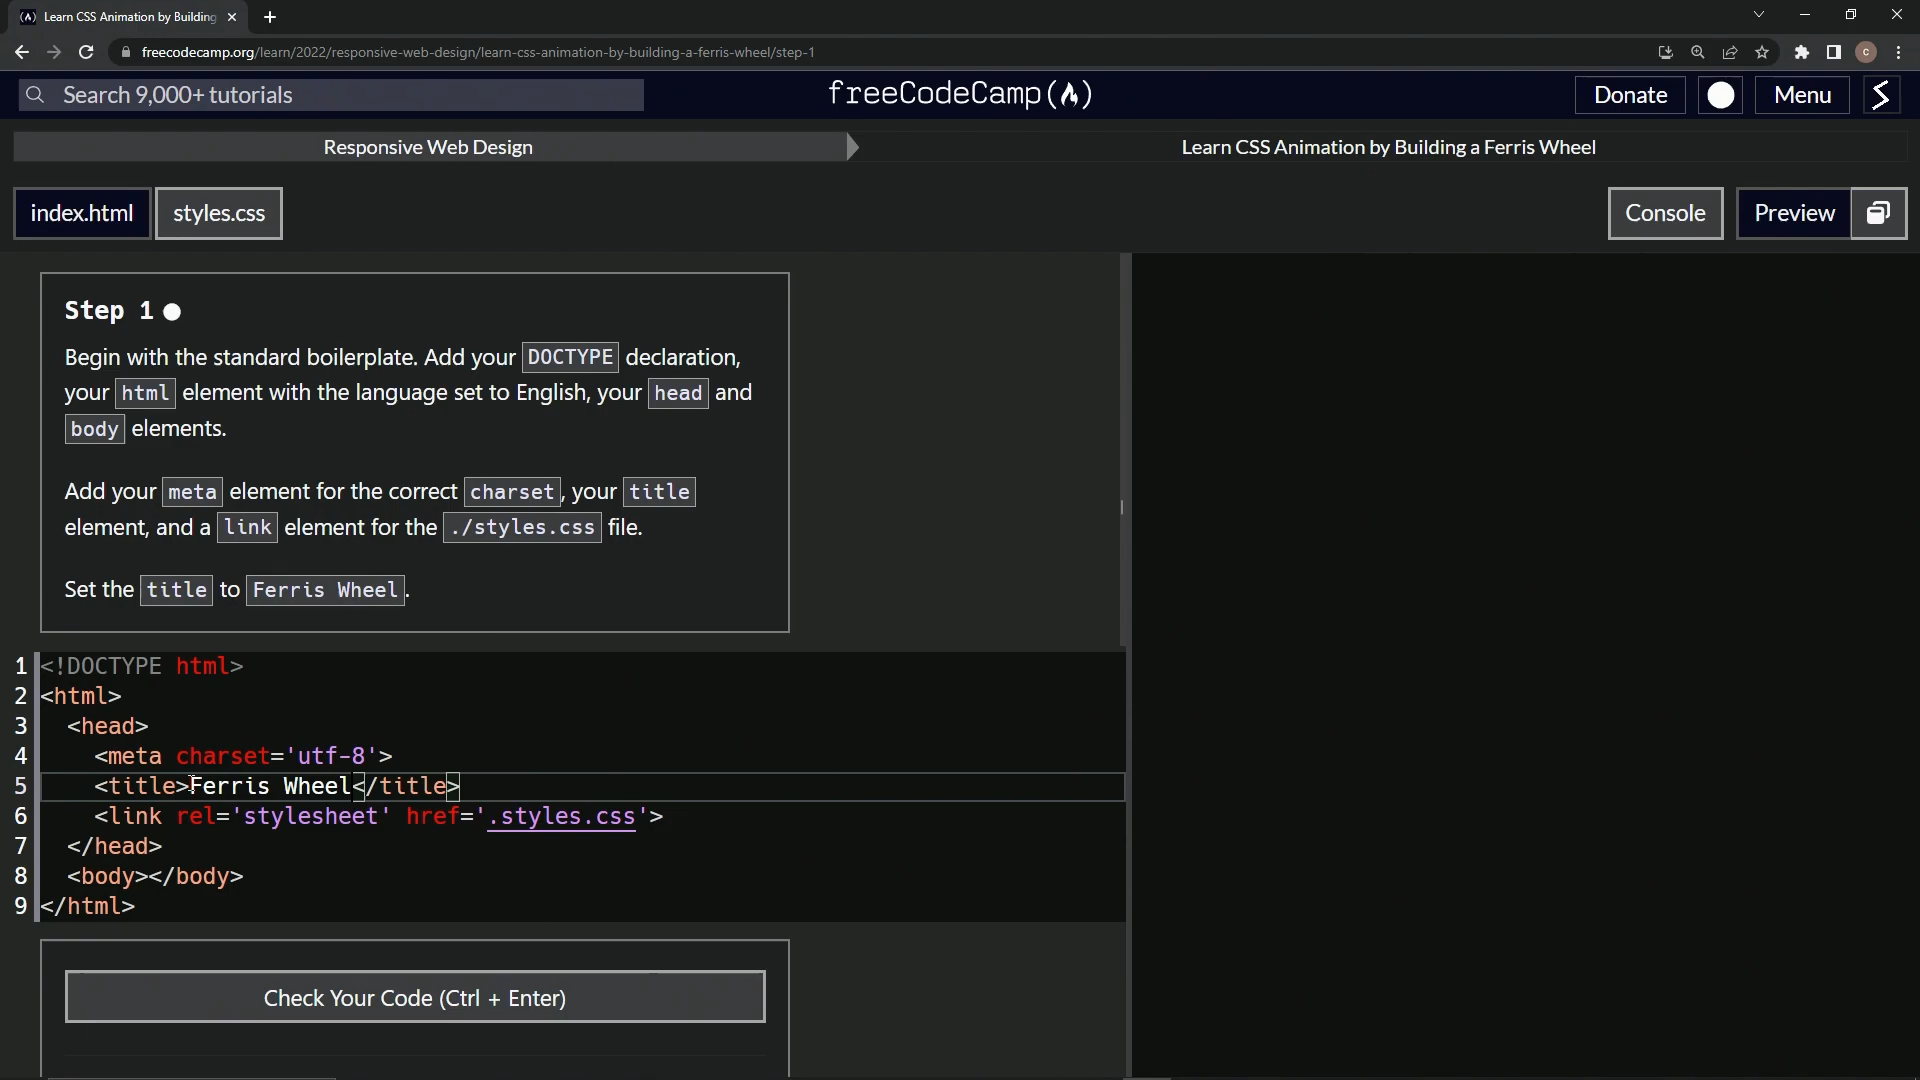 Learn CSS Animation by Building
freecodecamp.org/learn/2022/responsive-web-design/learn-css-animation-by-building-a-ferris-wheel/step-1
C
Search 9,000+ tutorials
freeCodeCamp
Donate
Menu
Responsive Web Design
Learn CSS Animation by Building a Ferris Wheel
index.html
styles.css
Console
Preview
Step 1
Begin with the standard boilerplate. Add your DOCTYPE declaration,
your html element with the language set to English, your head and
body elements.
Add your meta element for the correct charset, your title
element, and a link element for the ./styles.css file.
Set the title to Ferris Wheel.
1 <!DOCTYPE html>
2 <html>
3 <head>
4 <meta charset='utf-8'>
5 <title>Ferris Wheel</title>
6 <link rel='stylesheet' href='.styles.css'>
7 </head>
8 <body></body>
9 </html>
Check Your Code (Ctrl + Enter)